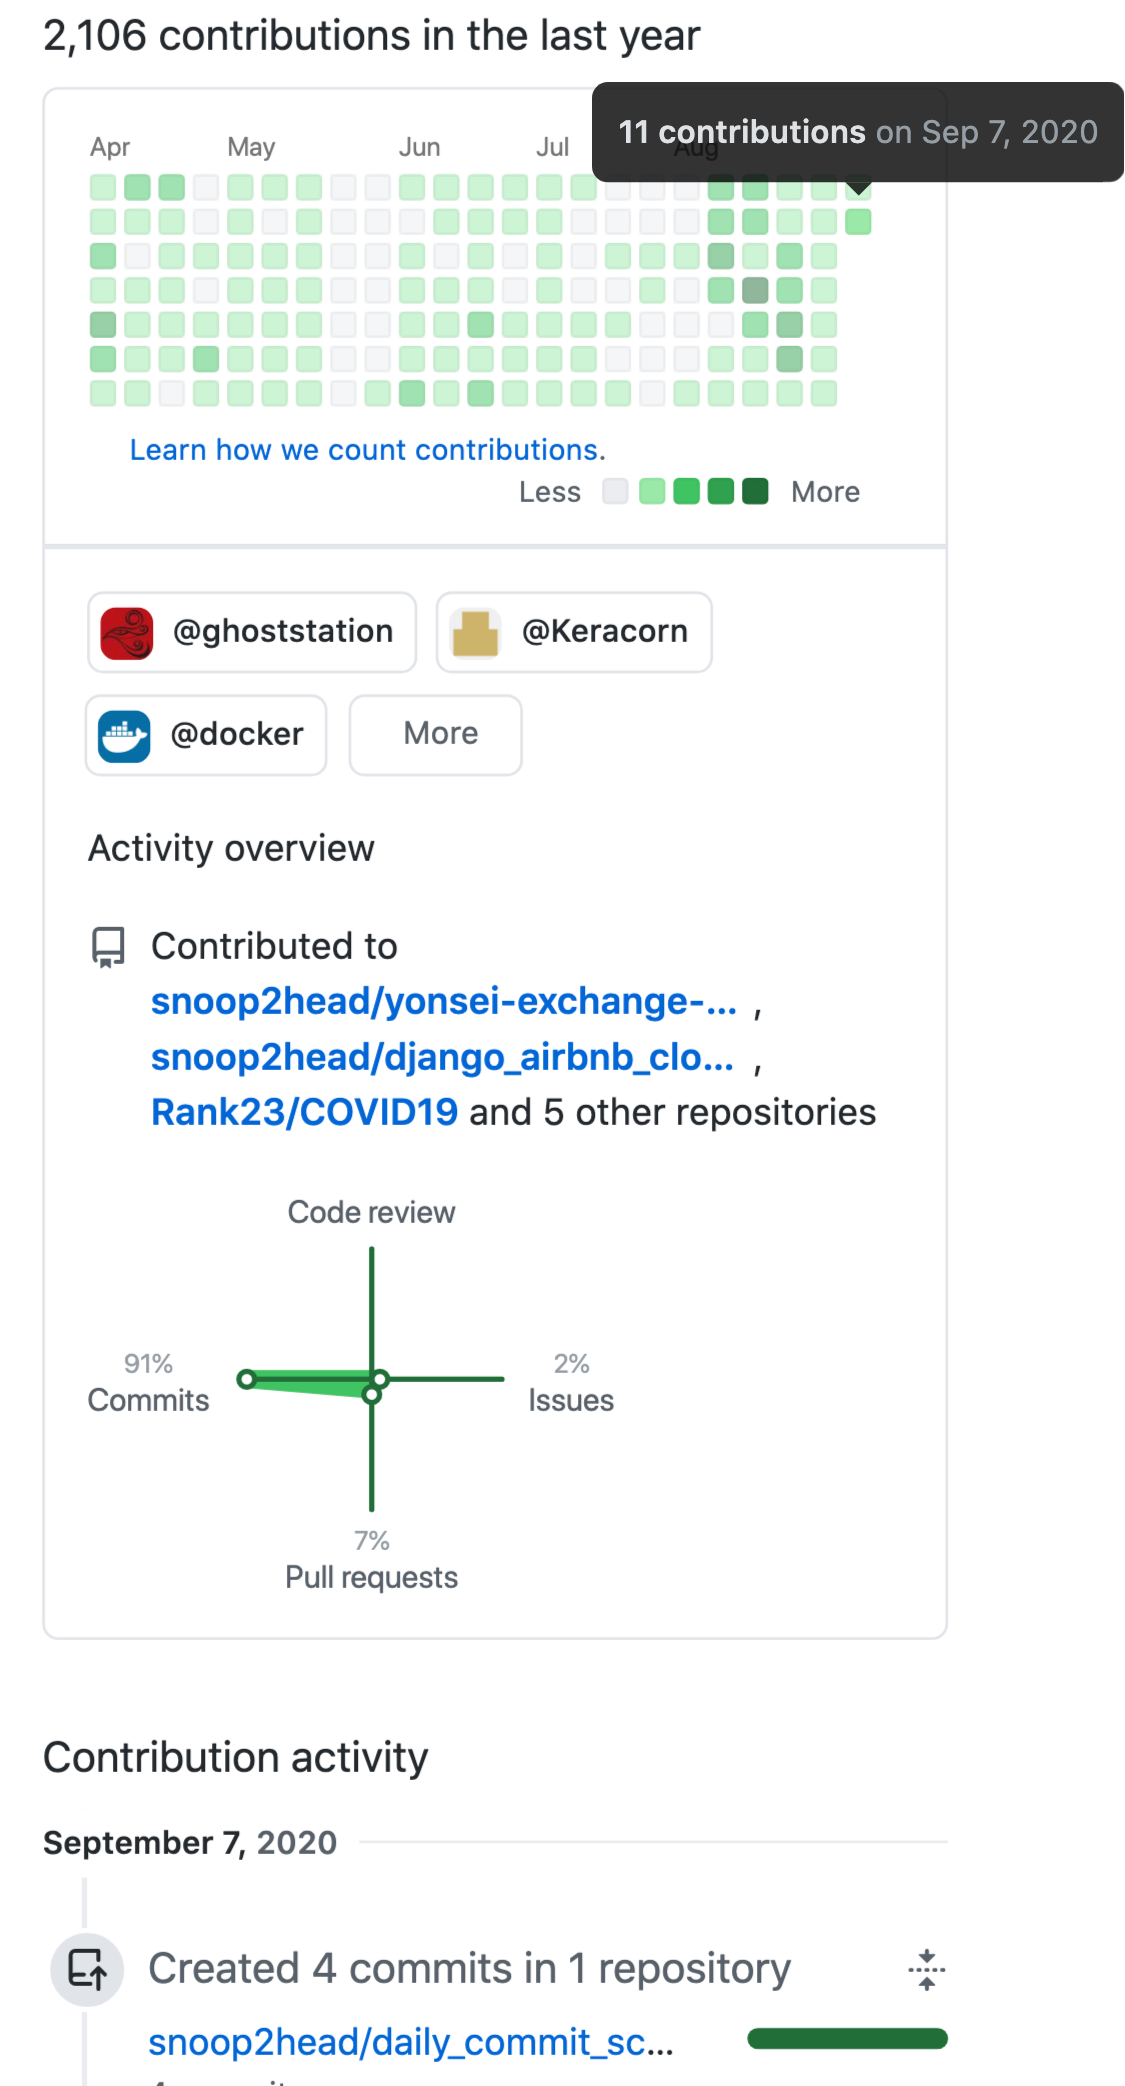 2,106 contributions in the last year
11 contributions on Sep 7, 2020
Apr May Jun Jul Aug
Learn how we count contributions.
Less More
@ghoststation @Keracorn
@docker More
Activity overview
Contributed to
snoop2head/yonsei-exchange-... ,
snoop2head/django_airbnb_clo... ,
Rank23/COVID19 and 5 other repositories
Code review
91% 2%
Commits Issues
7%
Pull requests
Contribution activity
September 7, 2020
Created 4 commits in 1 repository
snoop2head/daily_commit_sc...